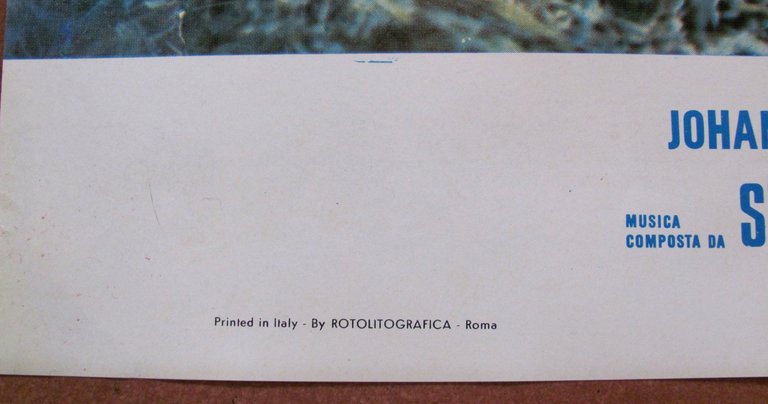 JOHA
MUSICA
COMPOSTA DA
S
Printed in Italy - By ROTOLITOGRAFICA - Roma